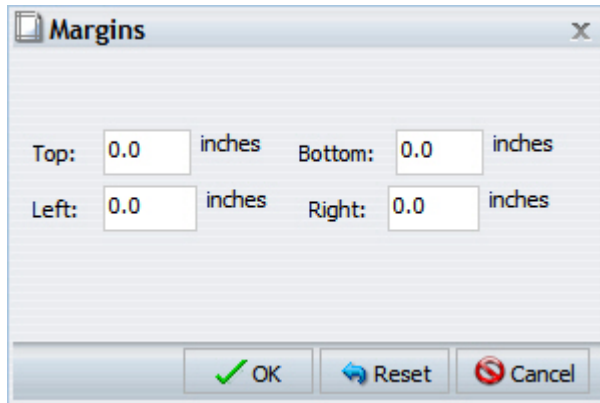 Margins
Top: 0.0 inches Bottom: 0.0 inches
Left: 0.0 inches Right: 0.0 inches
OK Reset Cancel